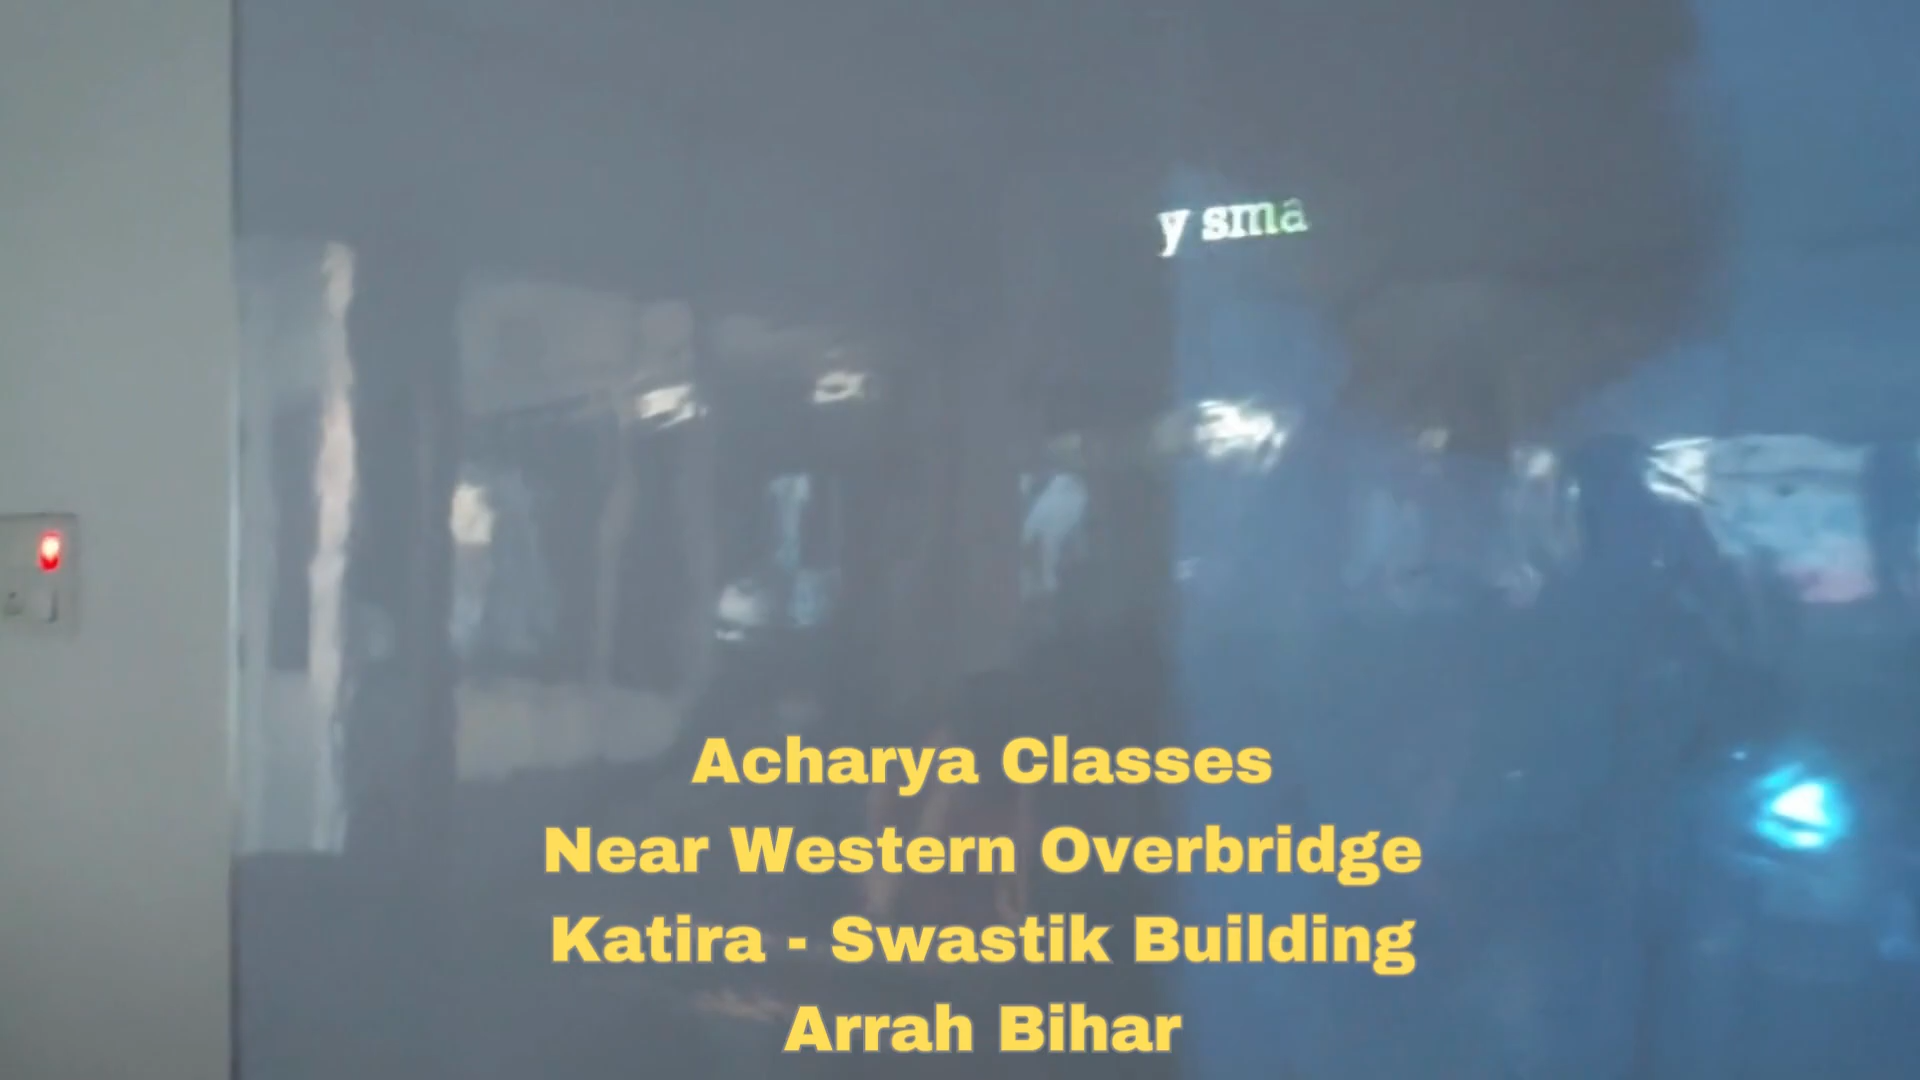 y sma
Acharya Classes
Near Western Overbridge
Katira - Swastik Building
Arrah Bihar